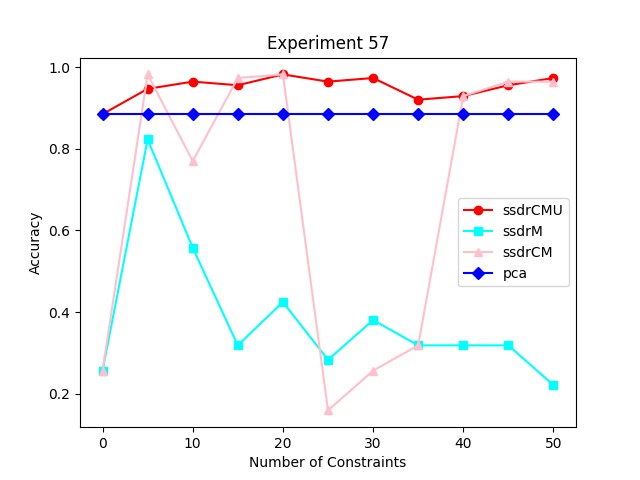 Experiment 57
1.0
0.8
0.6
0.4
0.2
Accuracy
ssdrCMU
ssdrM
ssdrCM
pca
0 10 20 30 40 50
Number of Constraints